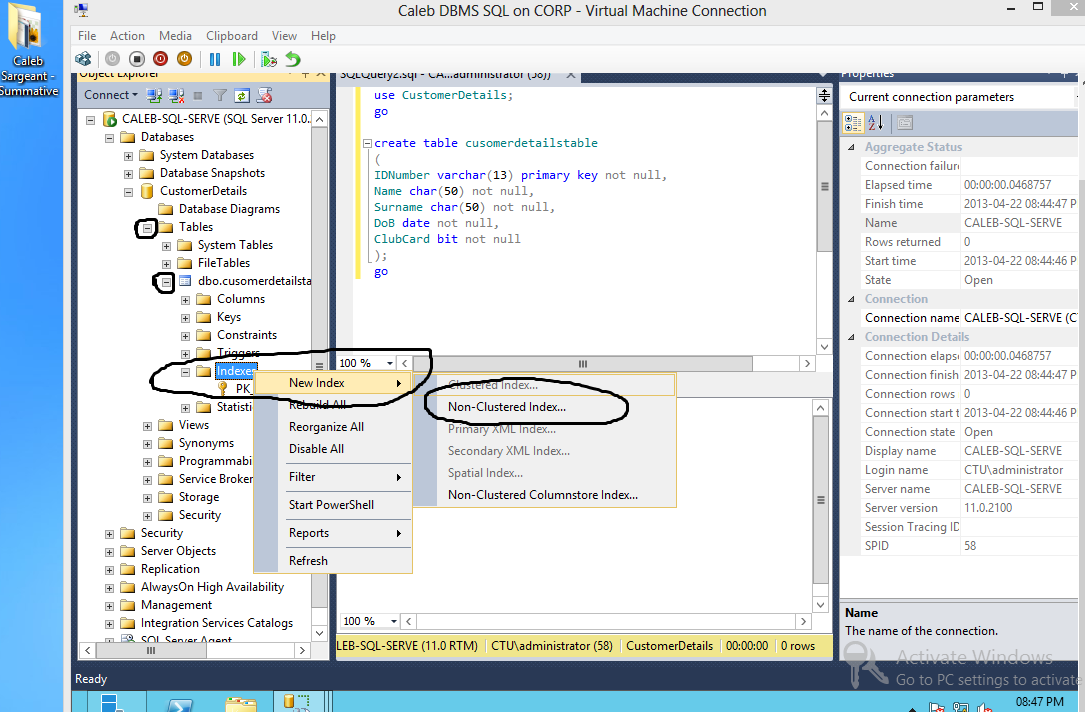 Caleb DBMS SQL on CORP - Virtual Machine Connection
Caleb
Sargeant -
Summative
File Action Media Clipboard View Help
Object Explorer
SQLQuery2.sql - CA...administrator (58))
Properties
Connect
Current connection parameters
CALEB-SQL-SERVE (SQL Server 11.0.
Databases
System Databases
Database Snapshots
CustomerDetails
Database Diagrams
Tables
System Tables
FileTables
dbo.cusomerdetailsta
Columns
Keys
Constraints
Triggers
Indexes
PK_
Statistic
Views
Synonyms
Programmabi
Service Broker
Storage
Security
Security
Server Objects
Replication
AlwaysOn High Availability
Management
Integration Services Catalogs
SQL Server Agent
use CustomerDetails;
go
create table cusomerdetailstable
(
IDNumber varchar(13) primary key not null,
Name char(50) not null,
Surname char(50) not null,
DoB date not null,
ClubCard bit not null
);
go
100 %
New Index
Rebuild All
Reorganize All
Disable All
Filter
Start PowerShell
Reports
Refresh
Clustered Index...
Non-Clustered Index...
Primary XML Index...
Secondary XML Index...
Spatial Index...
Non-Clustered Columnstore Index...
100 %
LEB-SQL-SERVE (11.0 RTM) CTU\administrator (58) CustomerDetails 00:00:00 0 rows
Aggregate Status
Connection failure
Elapsed time 00:00:00.0468757
Finish time 2013-04-22 08:44:47 P
Name CALEB-SQL-SERVE
Rows returned 0
Start time 2013-04-22 08:44:46 P
State Open
Connection
Connection name CALEB-SQL-SERVE (C
Connection Details
Connection elaps 00:00:00.0468757
Connection finish 2013-04-22 08:44:47 P
Connection rows 0
Connection start t 2013-04-22 08:44:46 P
Connection state Open
Display name CALEB-SQL-SERVE
Login name CTU\administrator
Server name CALEB-SQL-SERVE
Server version 11.0.2100
Session Tracing ID
SPID 58
Name
The name of the connection.
Activate Windows
Go to PC settings to activate
Ready
08:47 PM